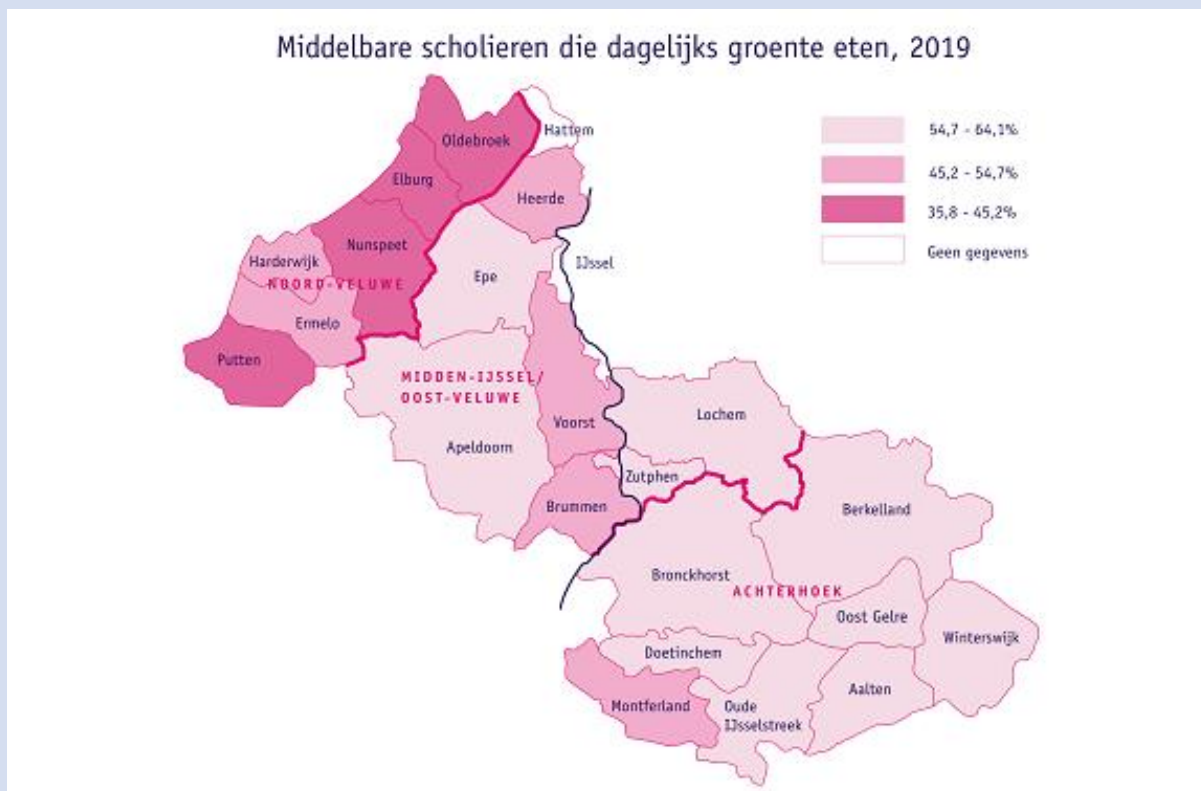 Middelbare scholieren die dagelijks groente eten, 2019
54,7 - 64,1%
45,2 - 54,7%
35,8 - 45,2%
Geen gegevens
Hattem
Oldebroek
Elburg
Heerde
Nunspeet
Harderwijk
IJssel
Epe
NOORD-VELUWE
Ermelo
Putten
MIDDEN-IJSSEL/
OOST-VELUWE
Voorst
Lochem
Apeldoorn
Zutphen
Brummen
Berkelland
Bronckhorst
ACHTERHOEK
Oost Gelre
Winterswijk
Doetinchem
Aalten
Montferland
Oude
IJsselstreek